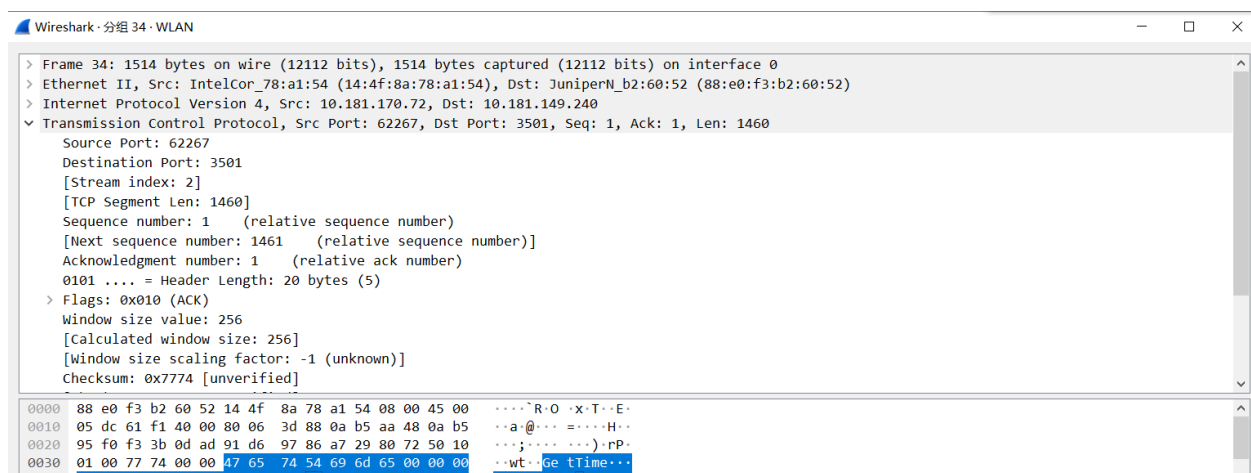 Wireshark · 分组 34 · WLAN
> Frame 34: 1514 bytes on wire (12112 bits), 1514 bytes captured (12112 bits) on interface 0
> Ethernet II, Src: IntelCor_78:a1:54 (14:4f:8a:78:a1:54), Dst: JuniperN_b2:60:52 (88:e0:f3:b2:60:52)
> Internet Protocol Version 4, Src: 10.181.170.72, Dst: 10.181.149.240
Transmission Control Protocol, Src Port: 62267, Dst Port: 3501, Seq: 1, Ack: 1, Len: 1460
Source Port: 62267
Destination Port: 3501
[Stream index: 2]
[TCP Segment Len: 1460]
Sequence number: 1 (relative sequence number)
[Next sequence number: 1461 (relative sequence number)]
Acknowledgment number: 1 (relative ack number)
0101 .... = Header Length: 20 bytes (5)
> Flags: 0x010 (ACK)
Window size value: 256
[Calculated window size: 256]
[Window size scaling factor: -1 (unknown)]
Checksum: 0x7774 [unverified]
0000 88 e0 f3 b2 60 52 14 4f 8a 78 a1 54 08 00 45 00 ····`R·O ·x·T··E·
0010 05 dc 61 f1 40 00 80 06 3d 88 0a b5 aa 48 0a b5 ··a·@··· =····H··
0020 95 f0 f3 3b 0d ad 91 d6 97 86 a7 29 80 72 50 10 ···;···· ···)·rP·
0030 01 00 77 74 00 00 47 65 74 54 69 6d 65 00 00 00 ··wt··Ge tTime···